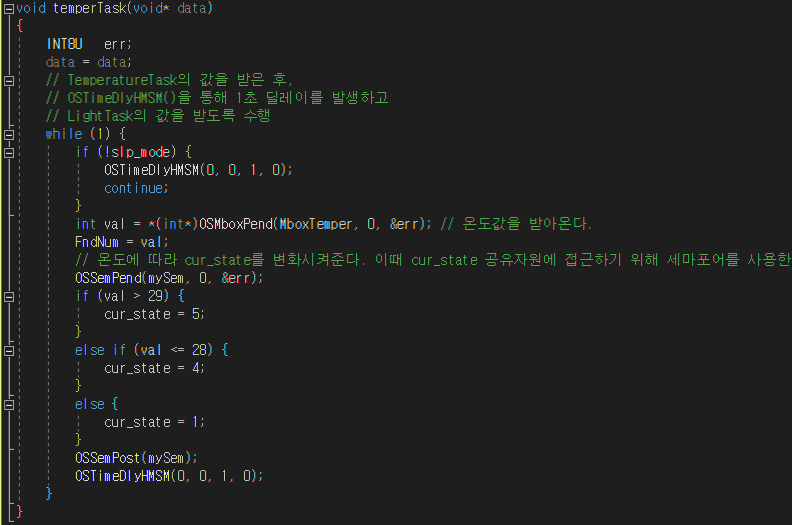 void temperTask(void* data)
{
    INT8U   err;
    data = data;
    // TemperatureTask의 값을 받은 후,
    // OSTimeDlyHMSM()을 통해 1초 딜레이를 발생하고
    // LightTask의 값을 받도록 수행
    while (1) {
        if (!slp_mode) {
            OSTimeDlyHMSM(0, 0, 1, 0);
            continue;
        }
        int val = *(int*)OSMboxPend(MboxTemper, 0, &err); // 온도값을 받아온다.
        FndNum = val;
        // 온도에 따라 cur_state를 변화시켜준다. 이때 cur_state 공유자원에 접근하기 위해 세마포어를 사용한
        OSSemPend(mySem, 0, &err);
        if (val > 29) {
            cur_state = 5;
        }
        else if (val <= 28) {
            cur_state = 4;
        }
        else {
            cur_state = 1;
        }
        OSSemPost(mySem);
        OSTimeDlyHMSM(0, 0, 1, 0);
    }
}